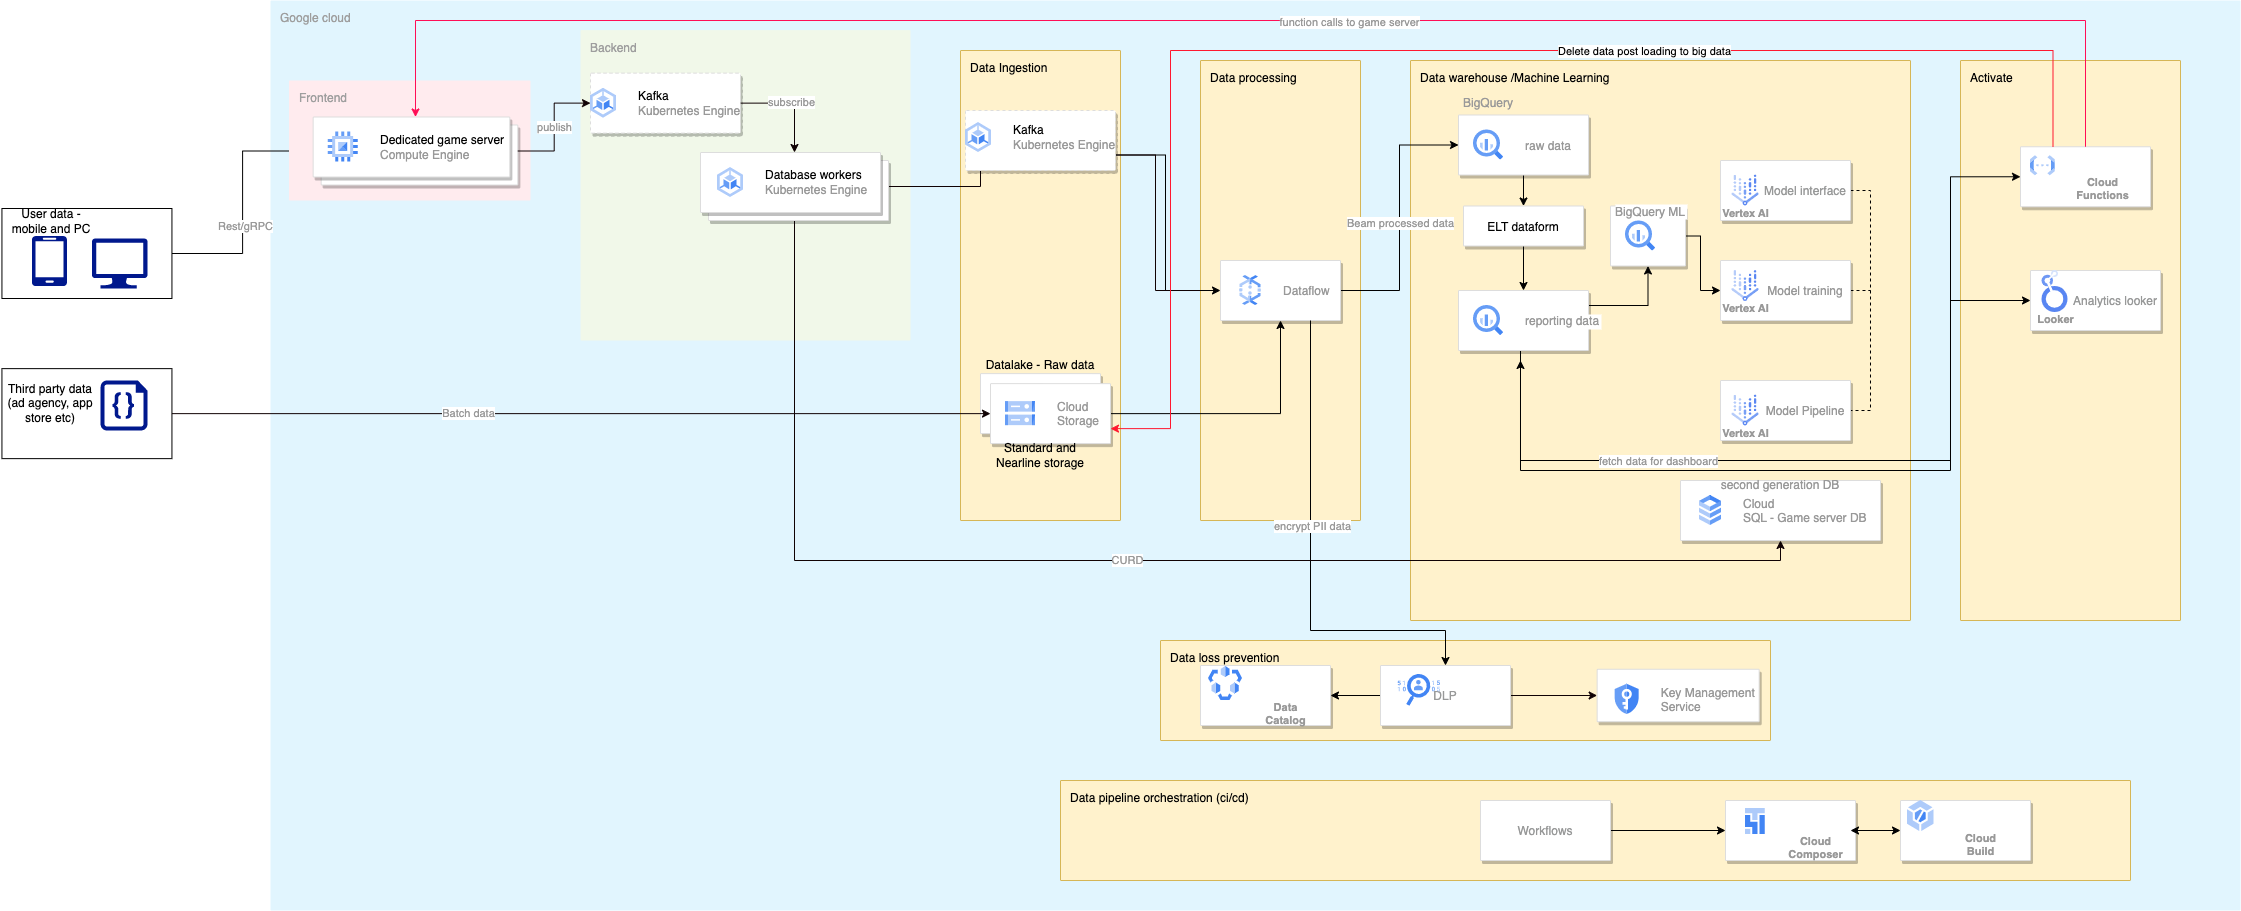 Google cloud
function calls to game server
Delete data post loading to big data
Backend
Frontend
Dedicated game server
Compute Engine
publish
Kafka
Kubernetes Engine
subscribe
Database workers
Kubernetes Engine
Rest/gRPC
User data -
mobile and PC
Third party data
(ad agency, app
store etc)
Batch data
Data Ingestion
Kafka
Kubernetes Engine
Datalake - Raw data
Cloud
Storage
Standard and
Nearline storage
Data processing
Dataflow
Beam processed data
encrypt PII data
CURD
Data warehouse /Machine Learning
BigQuery
raw data
ELT dataform
reporting data
BigQuery ML
Model interface
Vertex AI
Model training
Vertex AI
Model Pipeline
Vertex AI
fetch data for dashboard
second generation DB
Cloud
SQL - Game server DB
Activate
Cloud
Functions
Analytics looker
Looker
Data loss prevention
Data
Catalog
DLP
Key Management
Service
Data pipeline orchestration (ci/cd)
Workflows
Cloud
Composer
Cloud
Build